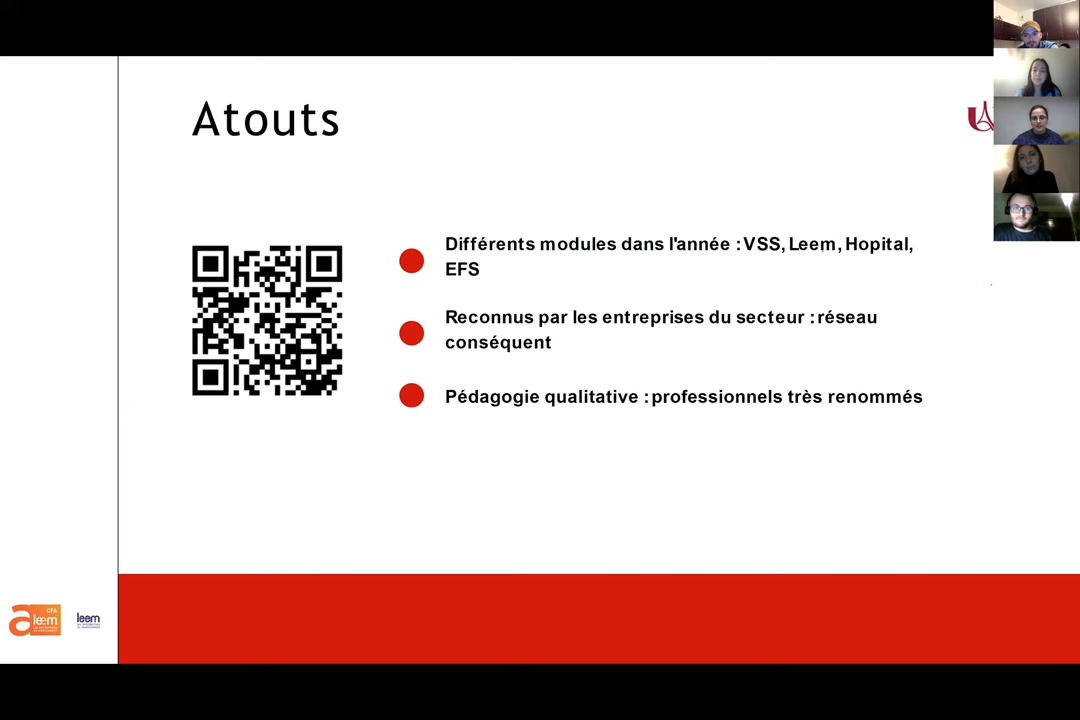 Atouts
Différents modules dans l'année : VSS, Leem, Hopital,
EFS
Reconnus par les entreprises du secteur : réseau
conséquent
Pédagogie qualitative : professionnels très renommés
CFA
leem
leem